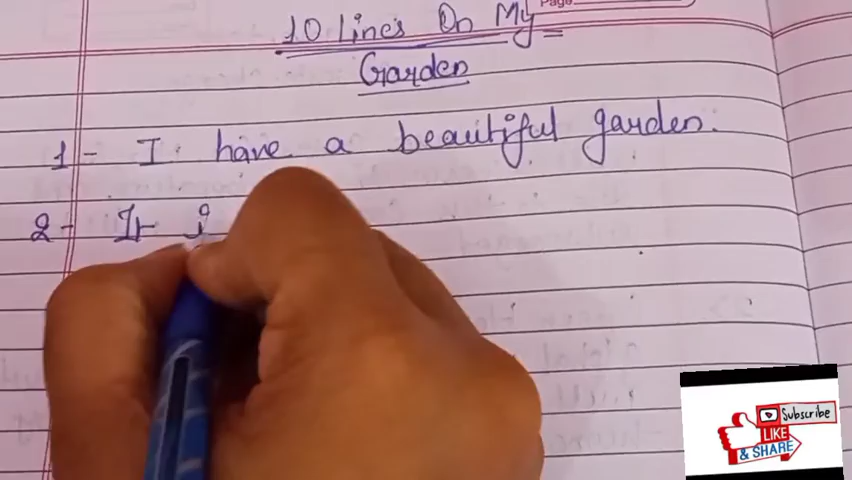 Page
10 Lines On My
Garden
1- I have a beautiful garden.
2- It i
Subscribe
LIKE
& SHARE